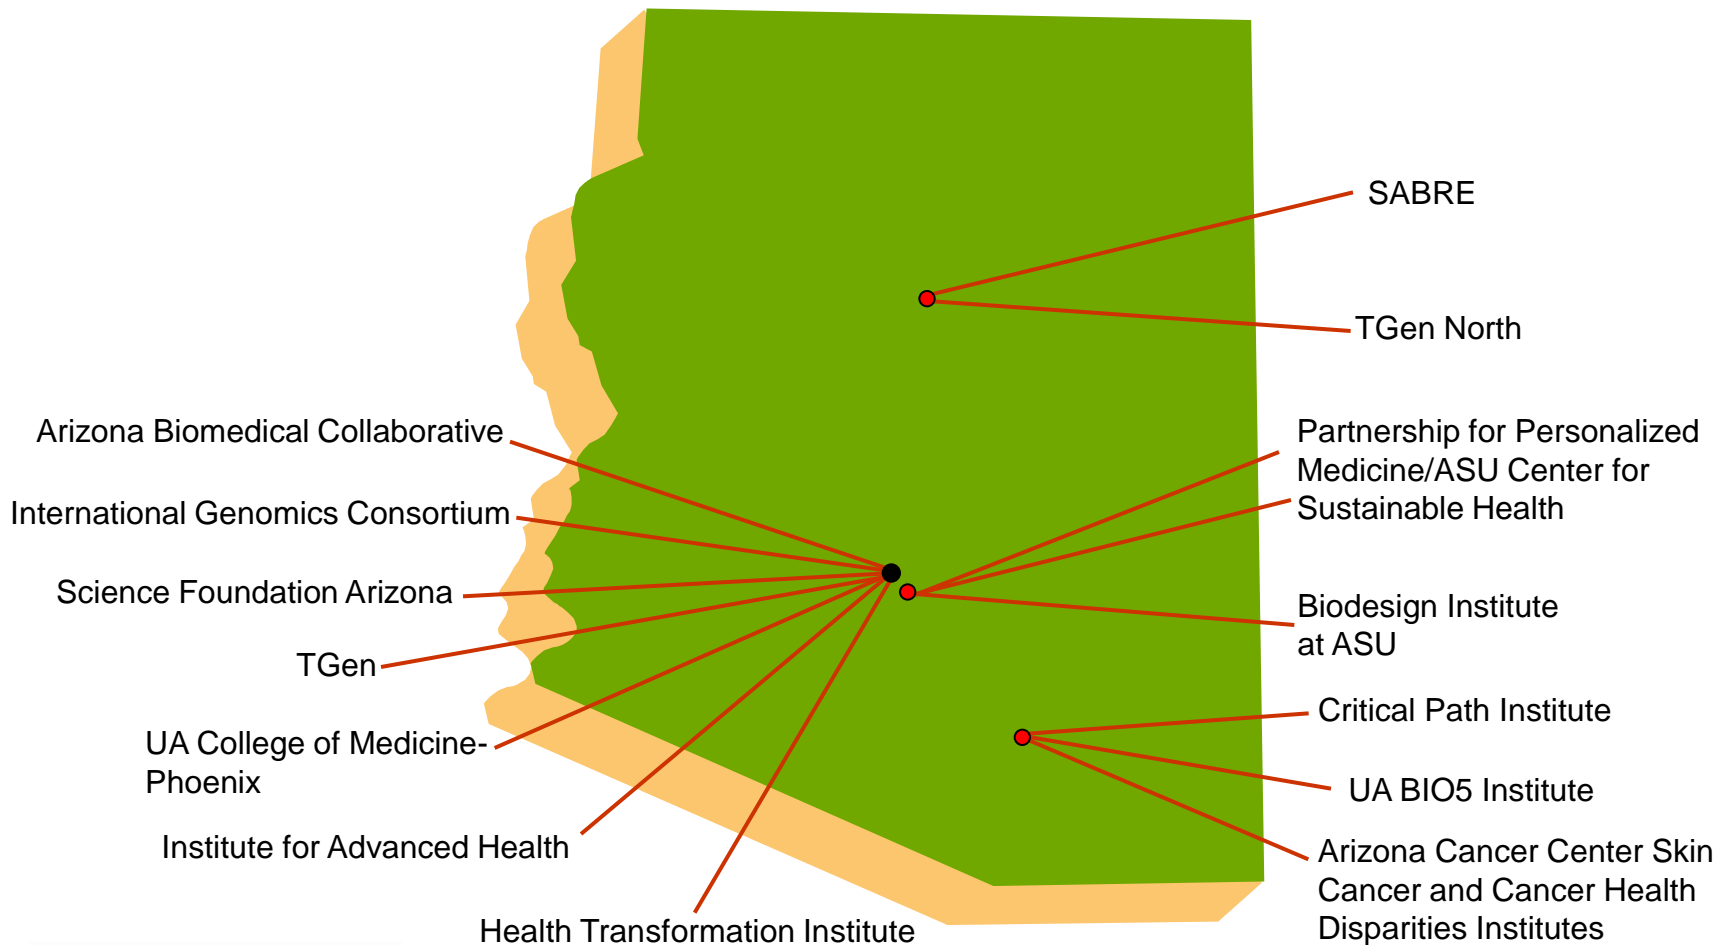 SABRE
TGen North
Arizona Biomedical Collaborative
Partnership for Personalized
Medicine/ASU Center for
Sustainable Health
International Genomics Consortium
Science Foundation Arizona
Biodesign Institute
at ASU
TGen
Critical Path Institute
UA College of Medicine-
Phoenix
UA BIO5 Institute
Institute for Advanced Health
Arizona Cancer Center Skin
Cancer and Cancer Health
Disparities Institutes
Health Transformation Institute